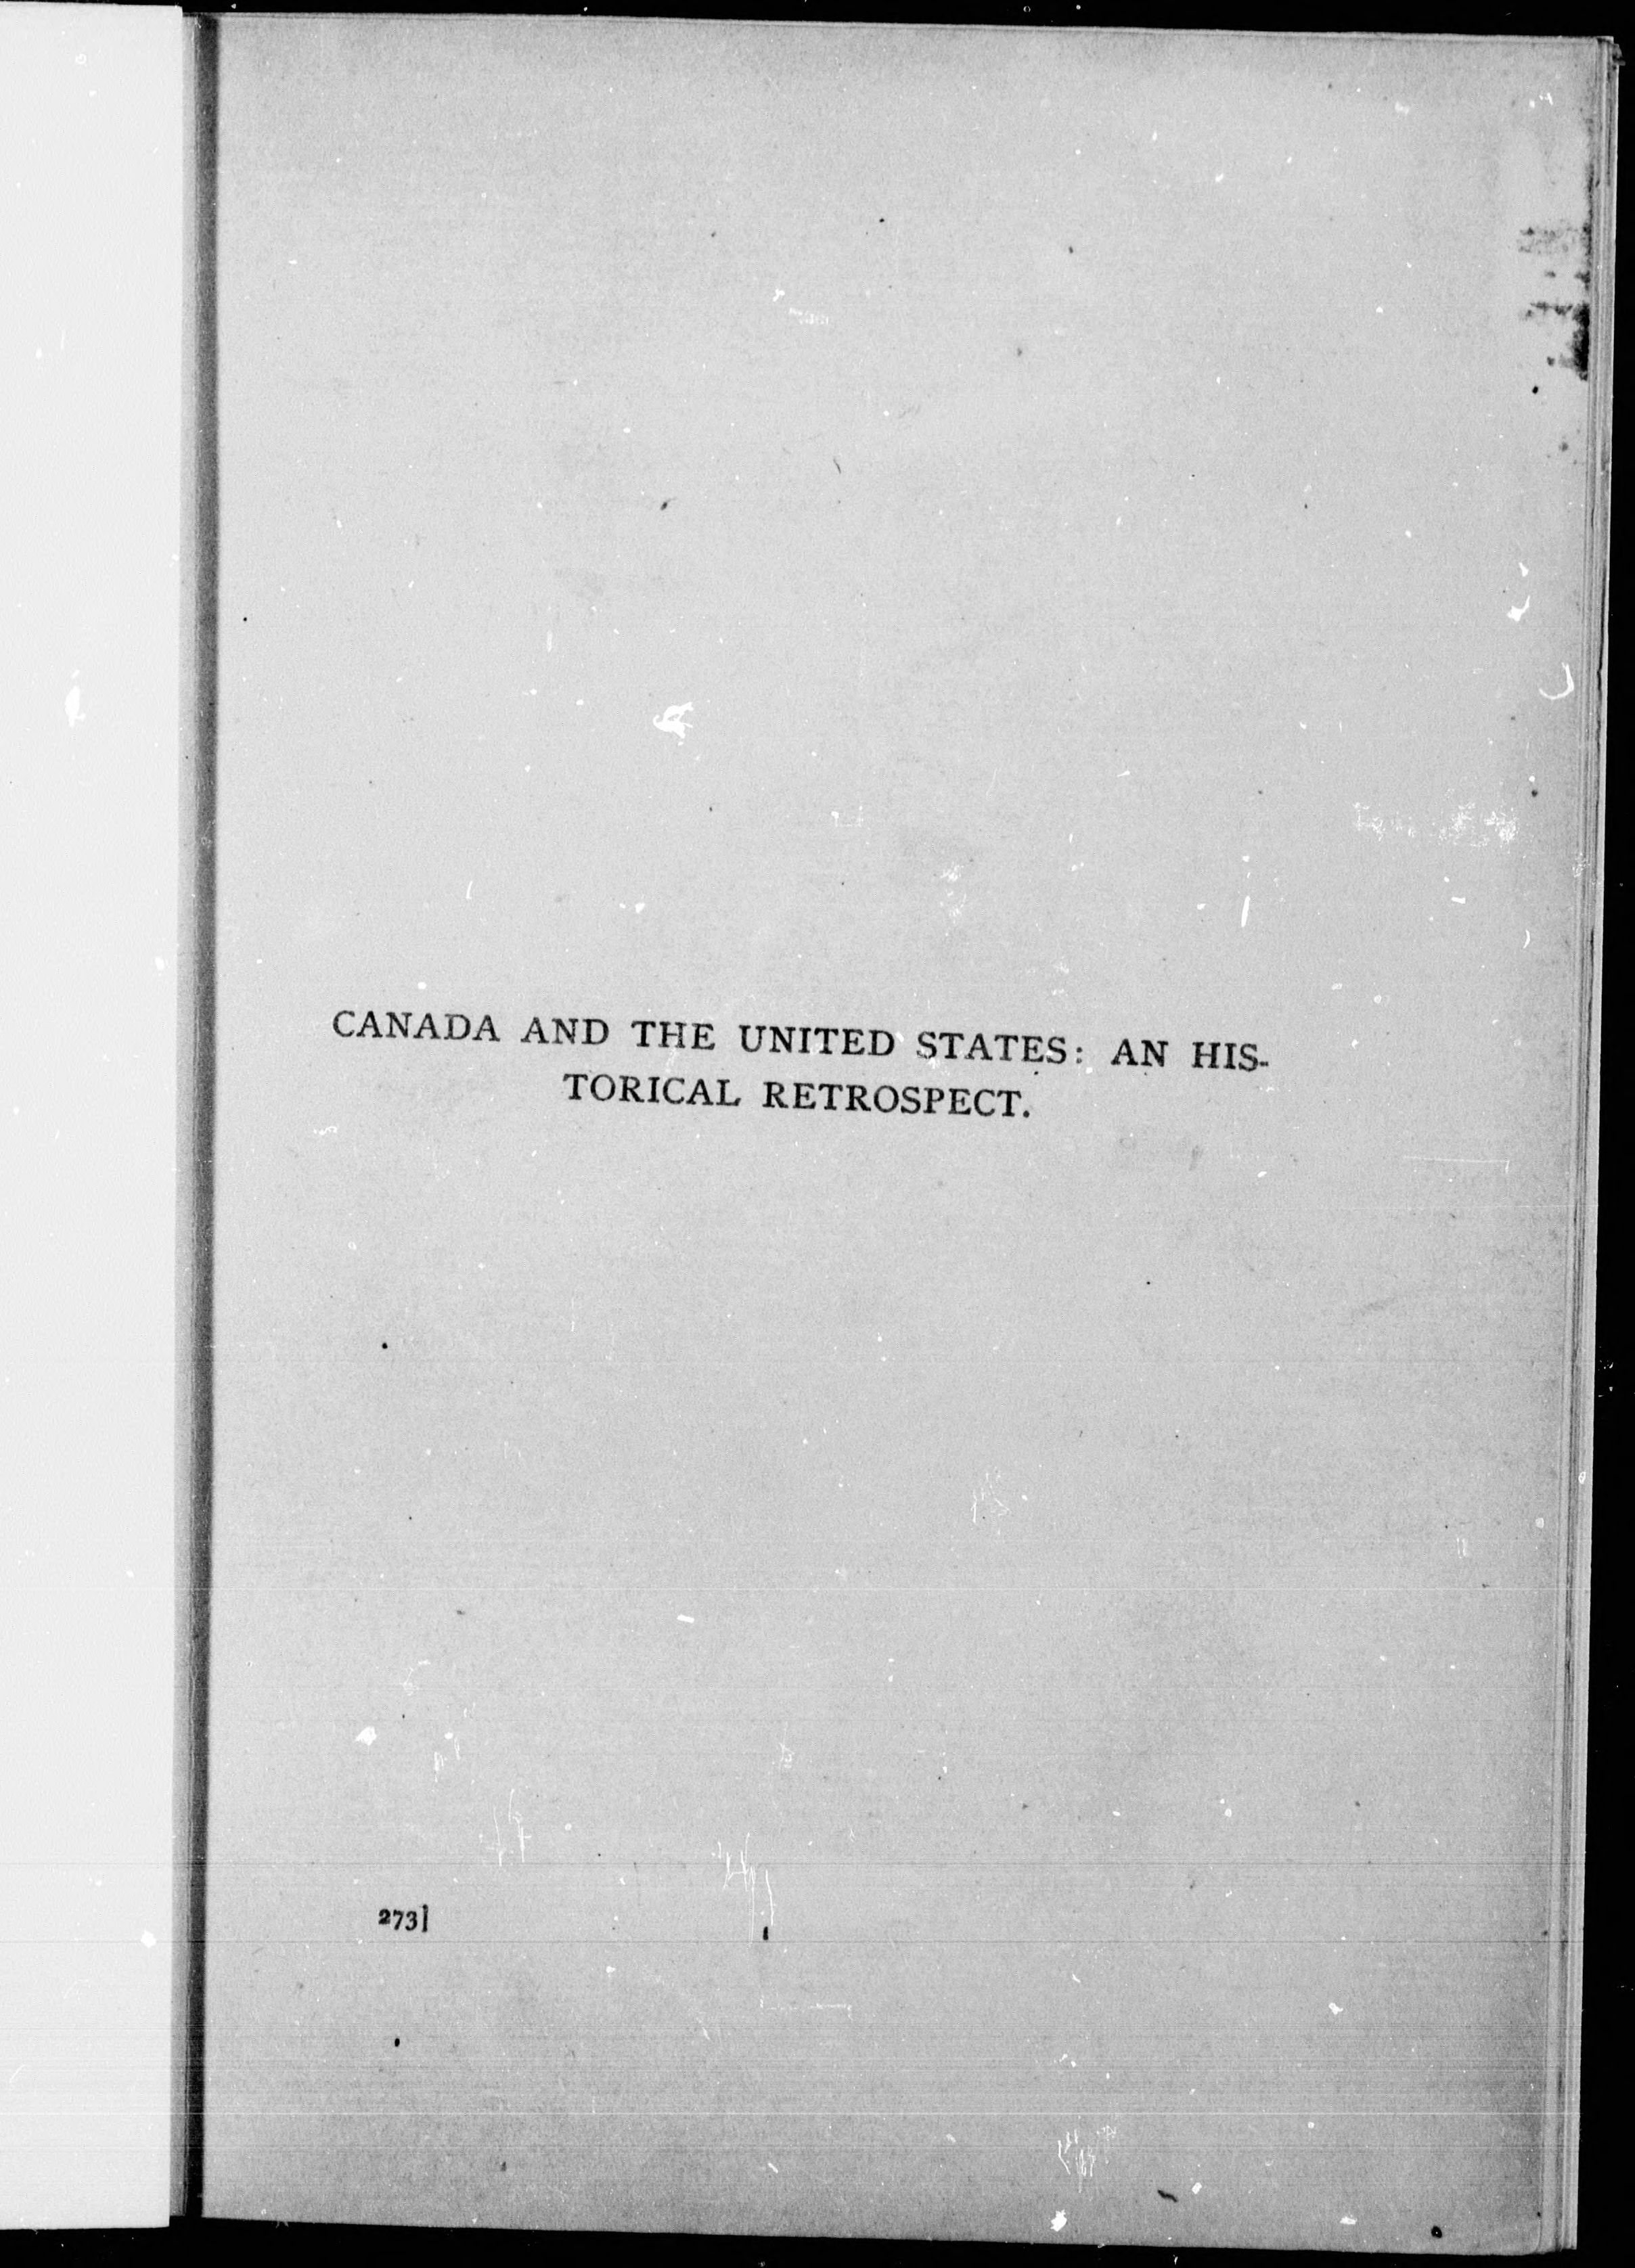 CANADA AND THE UNITED STATES: AN HIS-
TORICAL RETROSPECT.
273]